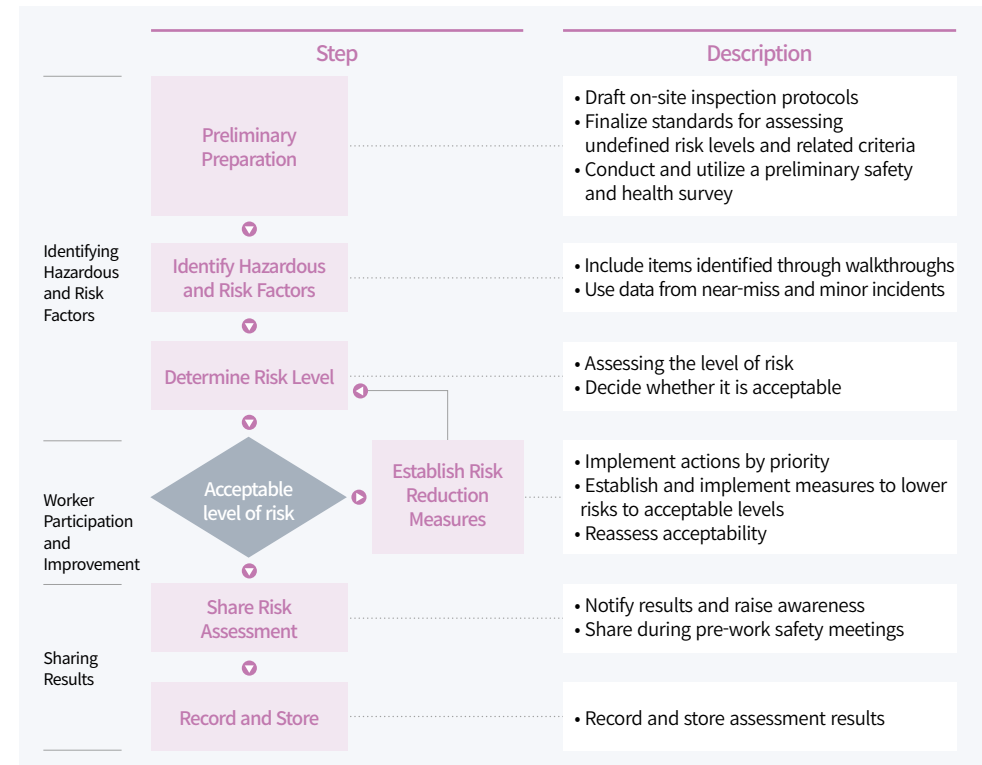 Step
Description
Identifying
Hazardous
and Risk
Factors
Preliminary
Preparation
• Draft on-site inspection protocols
• Finalize standards for assessing
undefined risk levels and related criteria
• Conduct and utilize a preliminary safety
and health survey
Identify Hazardous
and Risk Factors
• Include items identified through walkthroughs
• Use data from near-miss and minor incidents
Determine Risk Level
• Assessing the level of risk
• Decide whether it is acceptable
Worker
Participation
and
Improvement
Acceptable
level of risk
Establish Risk
Reduction
Measures
• Implement actions by priority
• Establish and implement measures to lower
risks to acceptable levels
• Reassess acceptability
Sharing
Results
Share Risk
Assessment
• Notify results and raise awareness
• Share during pre-work safety meetings
Record and Store
• Record and store assessment results